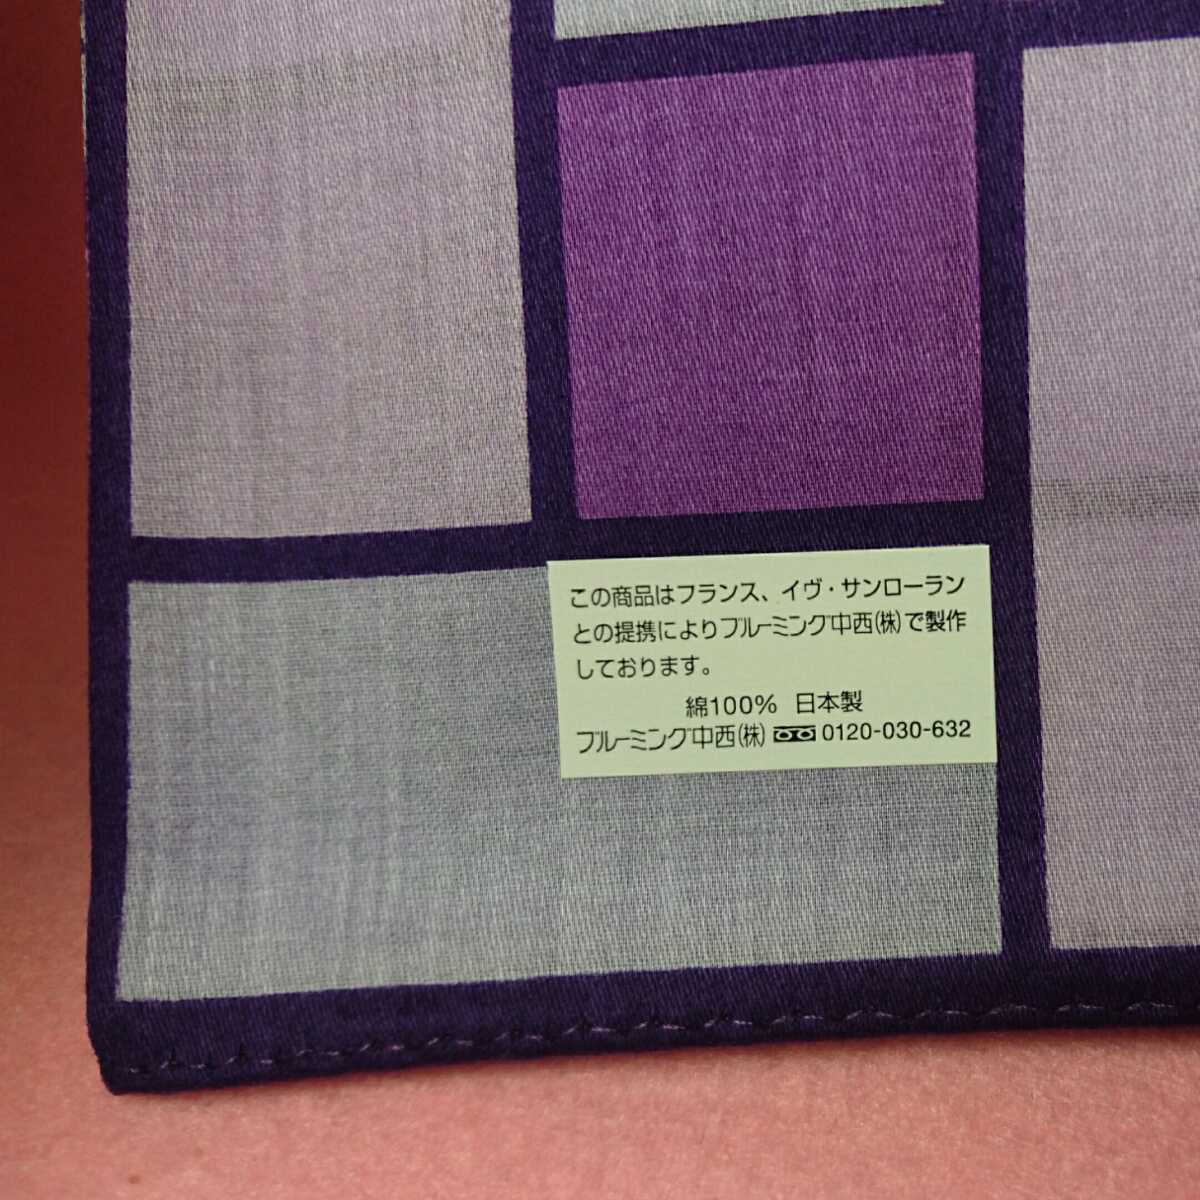 この商品はフランス、イヴ・サンローラン
との提携によりブルーミング中西(株)で製作
しております。
綿100% 日本製
ブルーミング中西(株) 0120-030-632